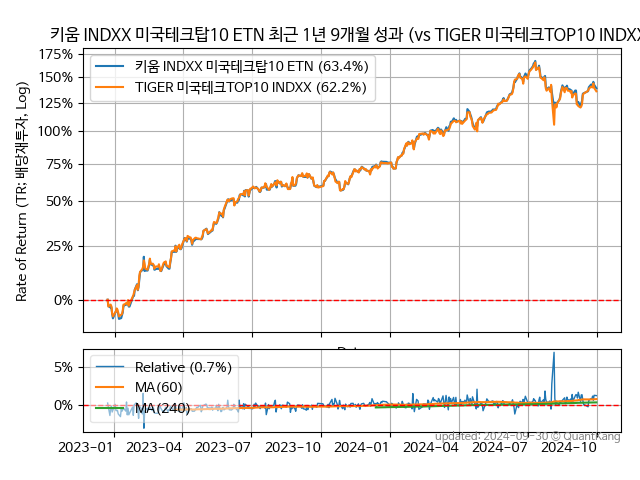 키움 INDXX 미국테크탑10 ETN 최근 1년 9개월 성과 (vs TIGER 미국테크TOP10 INDXX
175%
150%
125%
100%
75%
50%
25%
0%
Rate of Return (TR; 배당재투자, Log)
키움 INDXX 미국테크탑10 ETN (63.4%)
TIGER 미국테크TOP10 INDXX (62.2%)
5%
0%
Relative (0.7%)
MA(60)
MA(240)
2023-01 2023-04 2023-07 2023-10 2024-01 2024-04 2024-07 2024-10
updated: 2024-09-30 © QuantKang